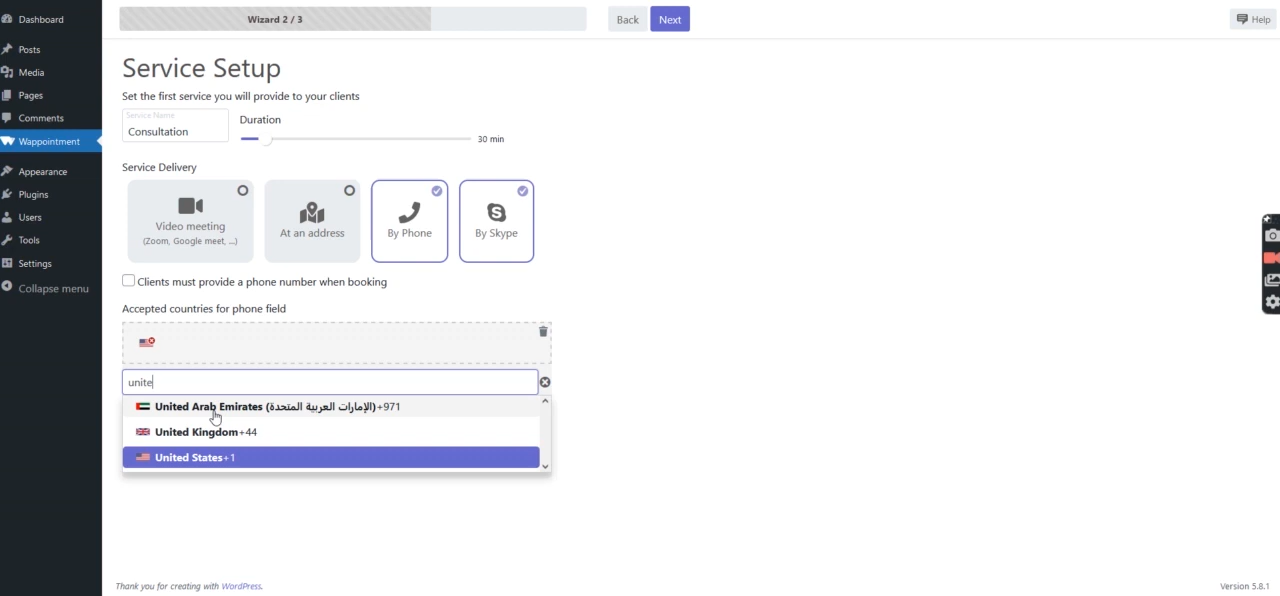 Dashboard
Posts
Media
Pages
Comments
Wappointment
Appearance
Plugins
Users
Tools
Settings
Collapse menu
Wizard 2 / 3
Back
Next
Help
Service Setup
Set the first service you will provide to your clients
Service Name
Consultation
Duration
30 min
Service Delivery
Video meeting
(Zoom, Google meet, ...)
At an address
By Phone
By Skype
Clients must provide a phone number when booking
Accepted countries for phone field
unite
United Arab Emirates (الإمارات العربية المتحدة)+971
United Kingdom+44
United States+1
Thank you for creating with WordPress.
Version 5.8.1